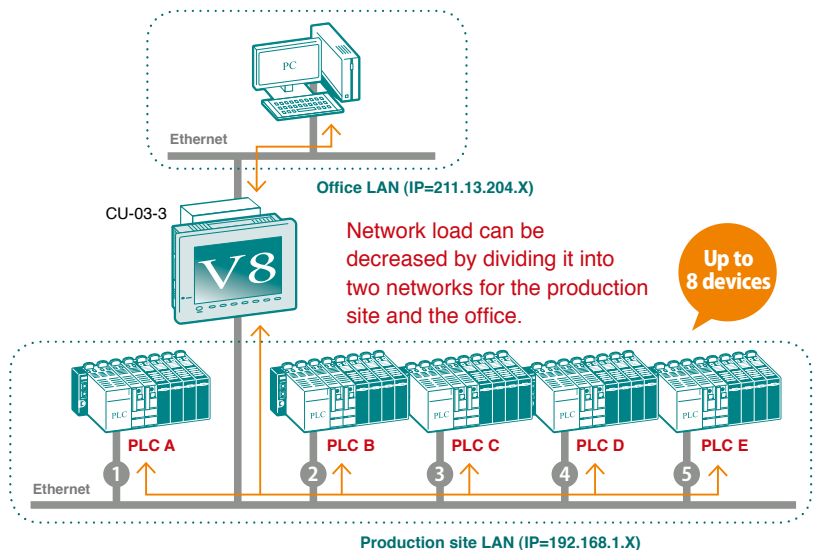 PC
Ethernet
Office LAN (IP=211.13.204.X)
CU-03-3
V8
Network load can be
decreased by dividing it into
two networks for the production
site and the office.
Up to
8 devices
PLC
PLC
PLC
PLC
PLC
PLC A
PLC B
PLC C
PLC D
PLC E
1
2
3
4
5
Ethernet
Production site LAN (IP=192.168.1.X)